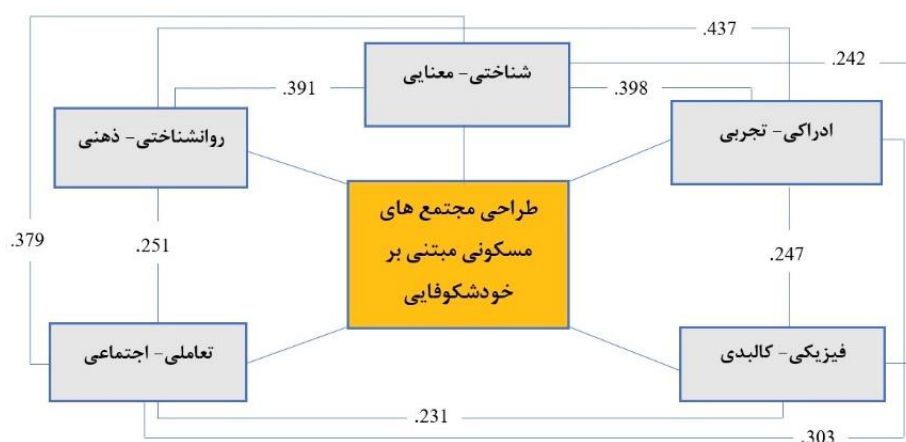 .437
.242
شناختی- معنایی
.391
.398
روانشناختی- ذهنی
ادراکی- تجربی
طراحی مجتمع های
مسکونی مبتنی بر
خودشکوفایی
.379
.251
.247
تعاملی- اجتماعی
فیزیکی- کالبدی
.231
.303